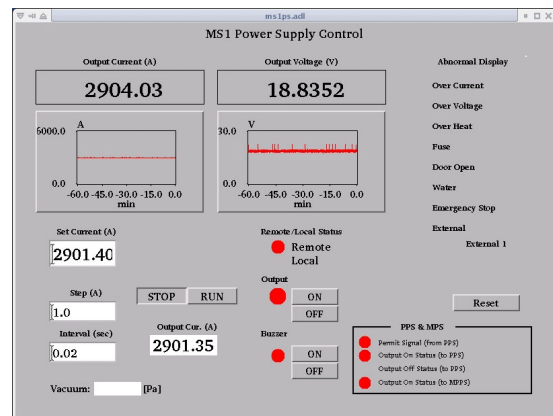 ms1ps.adl
MS1 Power Supply Control
Output Current (A)
2904.03
Output Voltage (V)
18.8352
Abnormal Display
Over Current
Over Voltage
Over Heat
Fuse
Door Open
Water
Emergency Stop
External
External 1
A
6000.0
0.0
-60.0 -45.0 -30.0 -15.0 0.0
min
V
30.0
0.0
-60.0 -45.0 -30.0 -15.0 0.0
min
Set Current (A)
2901.40
Step (A)
1.0
Interval (sec)
0.02
STOP RUN
Output Cur. (A)
2901.35
Vacuum: [Pa]
Remote/Local Status
Remote
Local
Output
ON
OFF
Buzzer
ON
OFF
Reset
PPS & MPS
Permit Signal (from PPS)
Output On Status (to PPS)
Output Off Status (to PPS)
Output On Status (to MPPS)